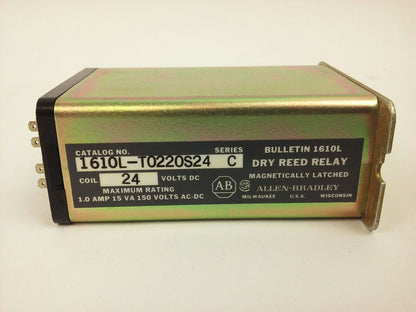 CATALOG NO. SERIES
1610L-T0220S24 C
COIL 24 VOLTS DC
MAXIMUM RATING
1.0 AMP 15 VA 150 VOLTS AC-DC
BULLETIN 1610L
DRY REED RELAY
MAGNETICALLY LATCHED
AB ALLEN-BRADLEY
MILWAUKEE U.S.A. WISCONSIN